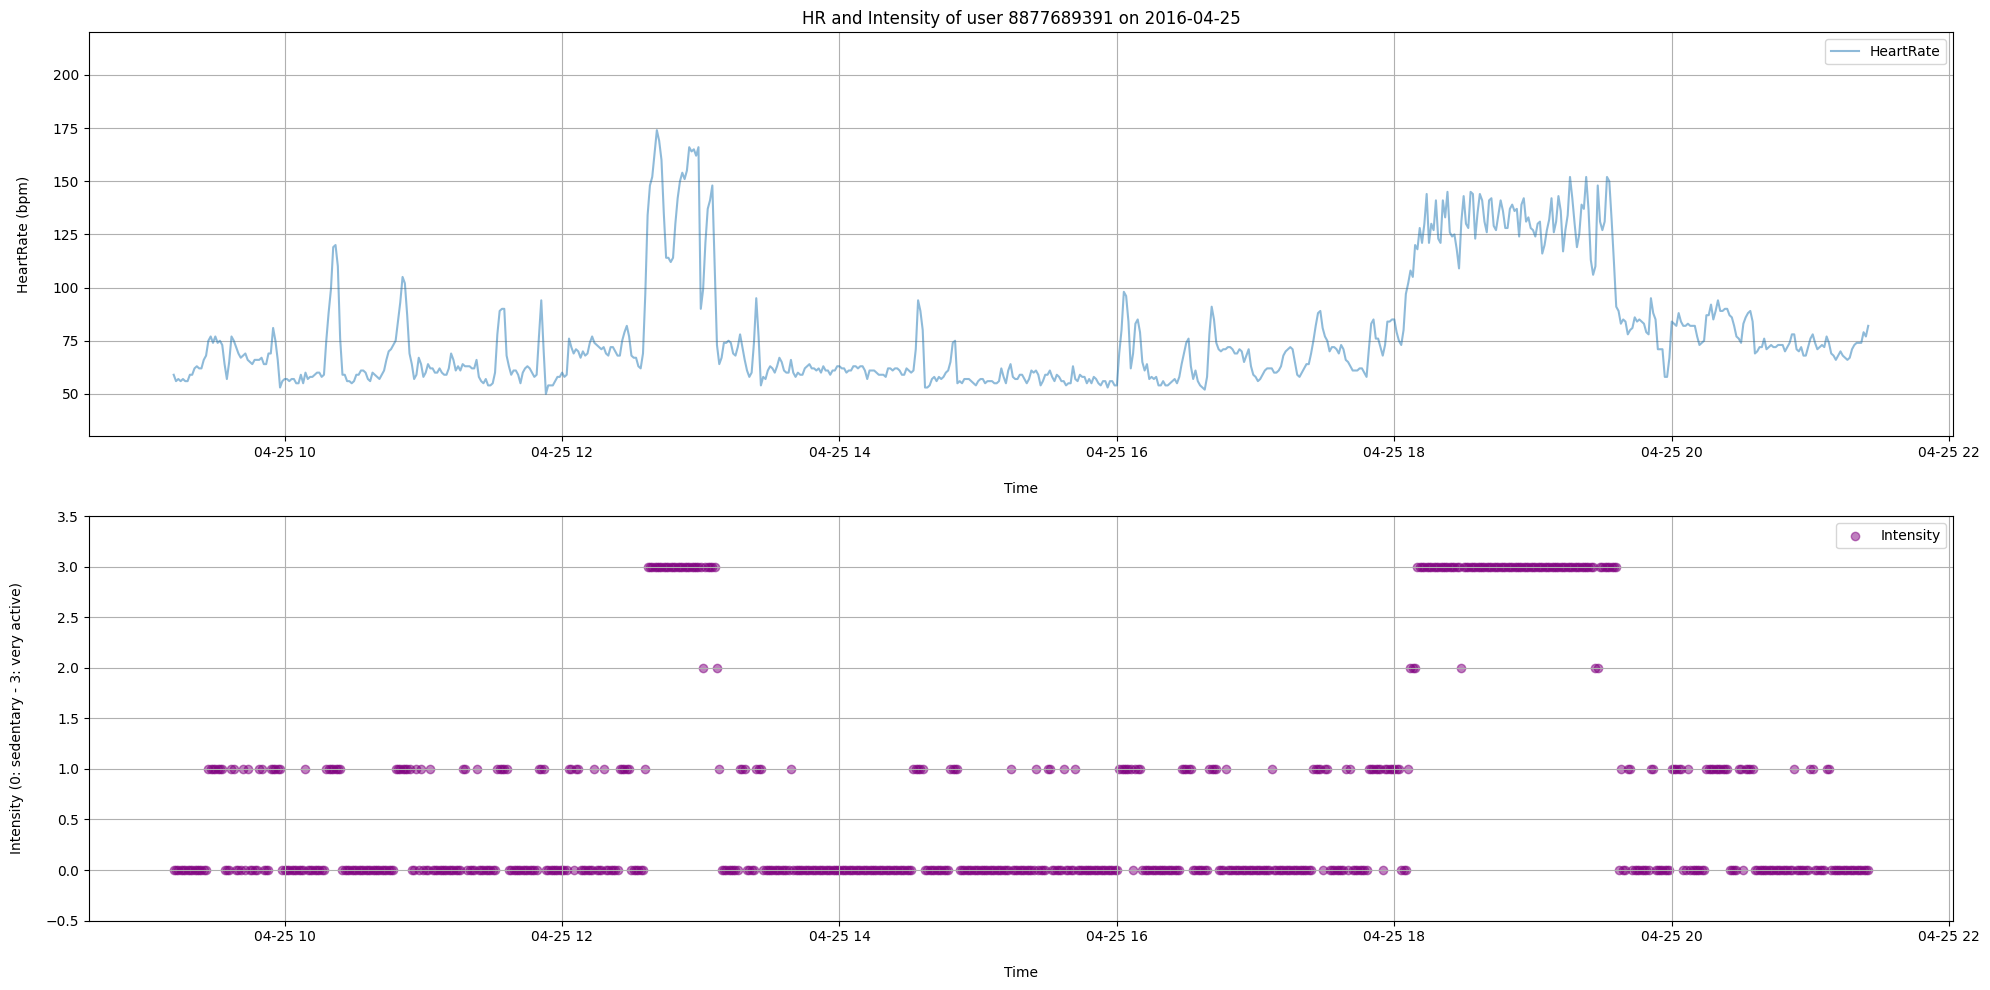 HR and Intensity of user 8877689391 on 2016-04-25
HeartRate
200
175
150
125
100
75
50
HeartRate (bpm)
04-25 10 04-25 12 04-25 14 04-25 16 04-25 18 04-25 20 04-25 22
Time
Intensity
3.5
3.0
2.5
2.0
1.5
1.0
0.5
0.0
−0.5
Intensity (0: sedentary - 3: very active)
04-25 10 04-25 12 04-25 14 04-25 16 04-25 18 04-25 20 04-25 22
Time